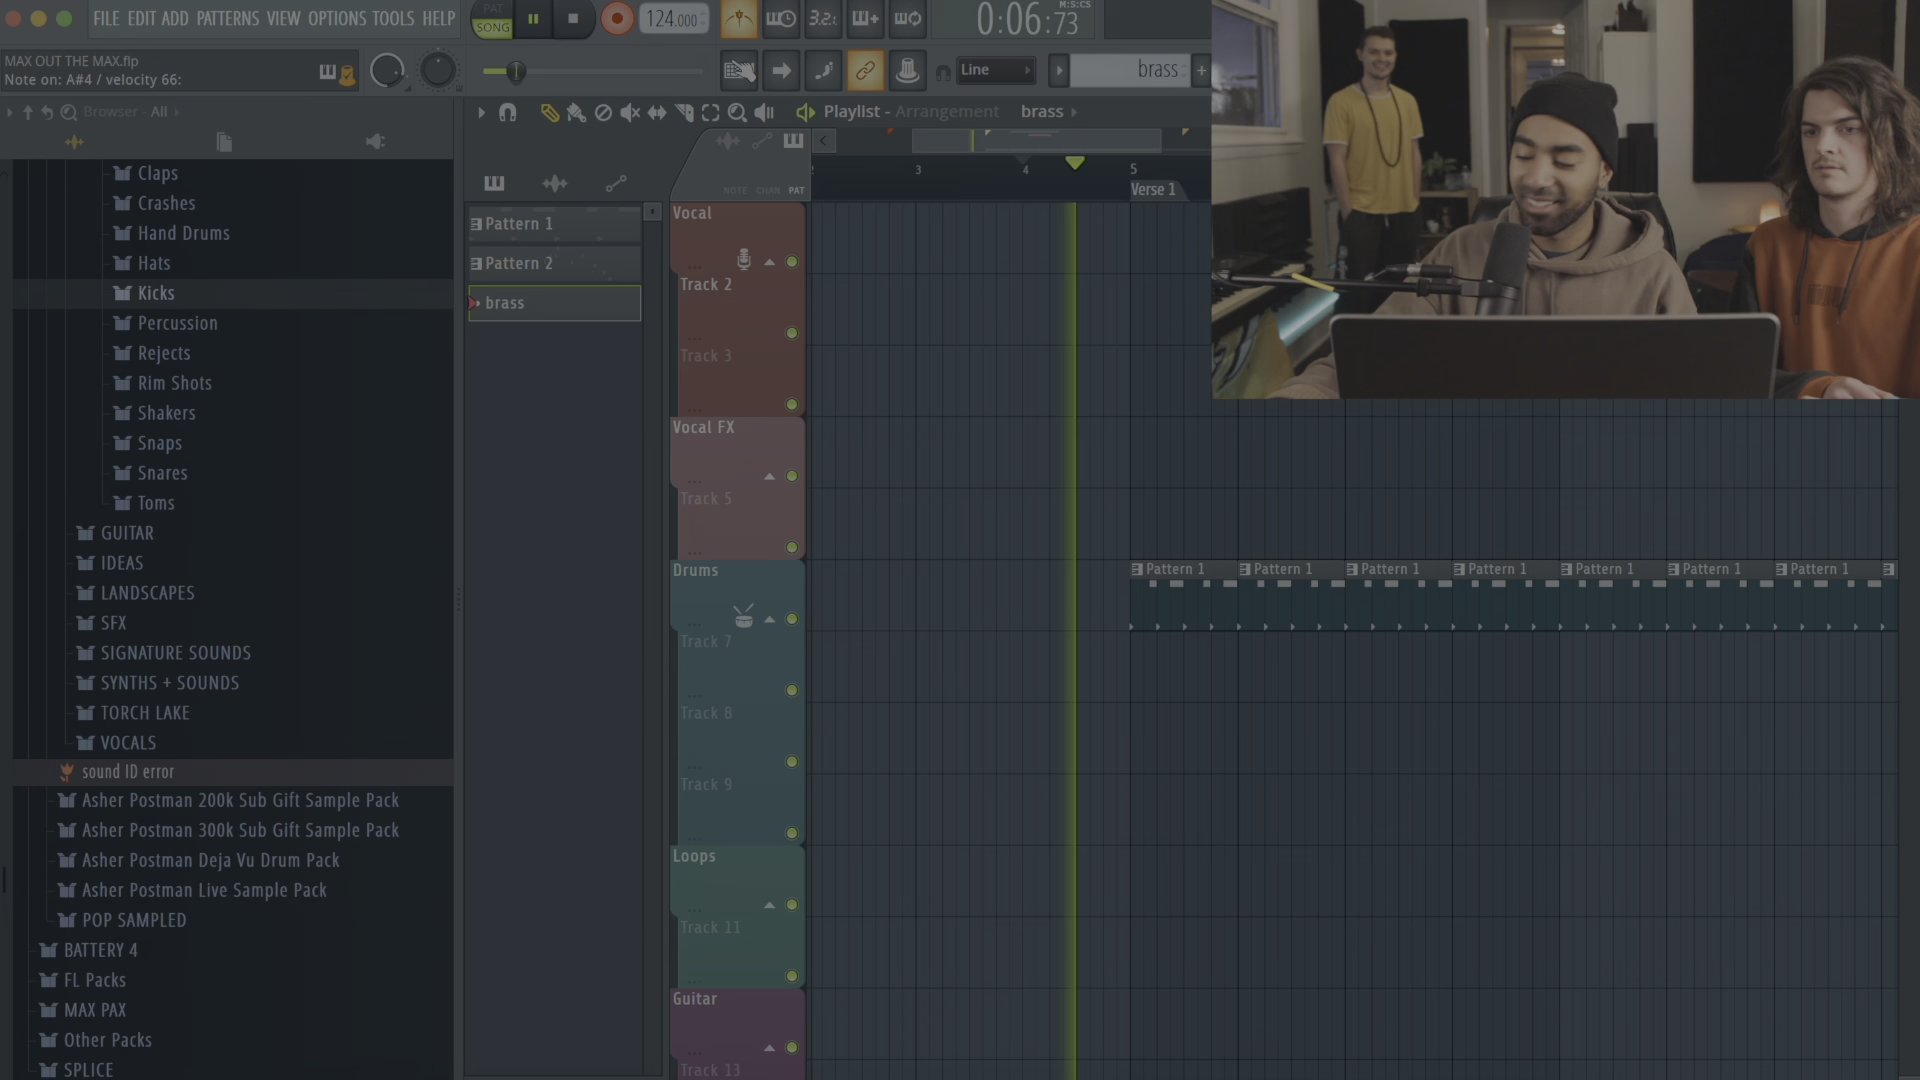 FILE EDIT ADD PATTERNS VIEW OPTIONS TOOLS HELP
PAT
SONG
124.000
3.2.
0:06:73
M:S:CS
MAX OUT THE MAX.flp
Note on: A#4 / velocity 66:
Line
brass
Browser - All
Playlist - Arrangement
brass
NOTE CHAN PAT
3
4
5
Verse 1
Claps
Crashes
Hand Drums
Hats
Kicks
Percussion
Rejects
Rim Shots
Shakers
Snaps
Snares
Toms
GUITAR
IDEAS
LANDSCAPES
SFX
SIGNATURE SOUNDS
SYNTHS + SOUNDS
TORCH LAKE
VOCALS
sound ID error
Asher Postman 200k Sub Gift Sample Pack
Asher Postman 300k Sub Gift Sample Pack
Asher Postman Deja Vu Drum Pack
Asher Postman Live Sample Pack
POP SAMPLED
BATTERY 4
FL Packs
MAX PAX
Other Packs
SPLICE
Pattern 1
Pattern 2
brass
Vocal
Track 2
Track 3
Vocal FX
Track 5
Drums
Track 7
Track 8
Track 9
Loops
Track 11
Guitar
Track 13
Pattern 1 Pattern 1 Pattern 1 Pattern 1 Pattern 1 Pattern 1 Pattern 1